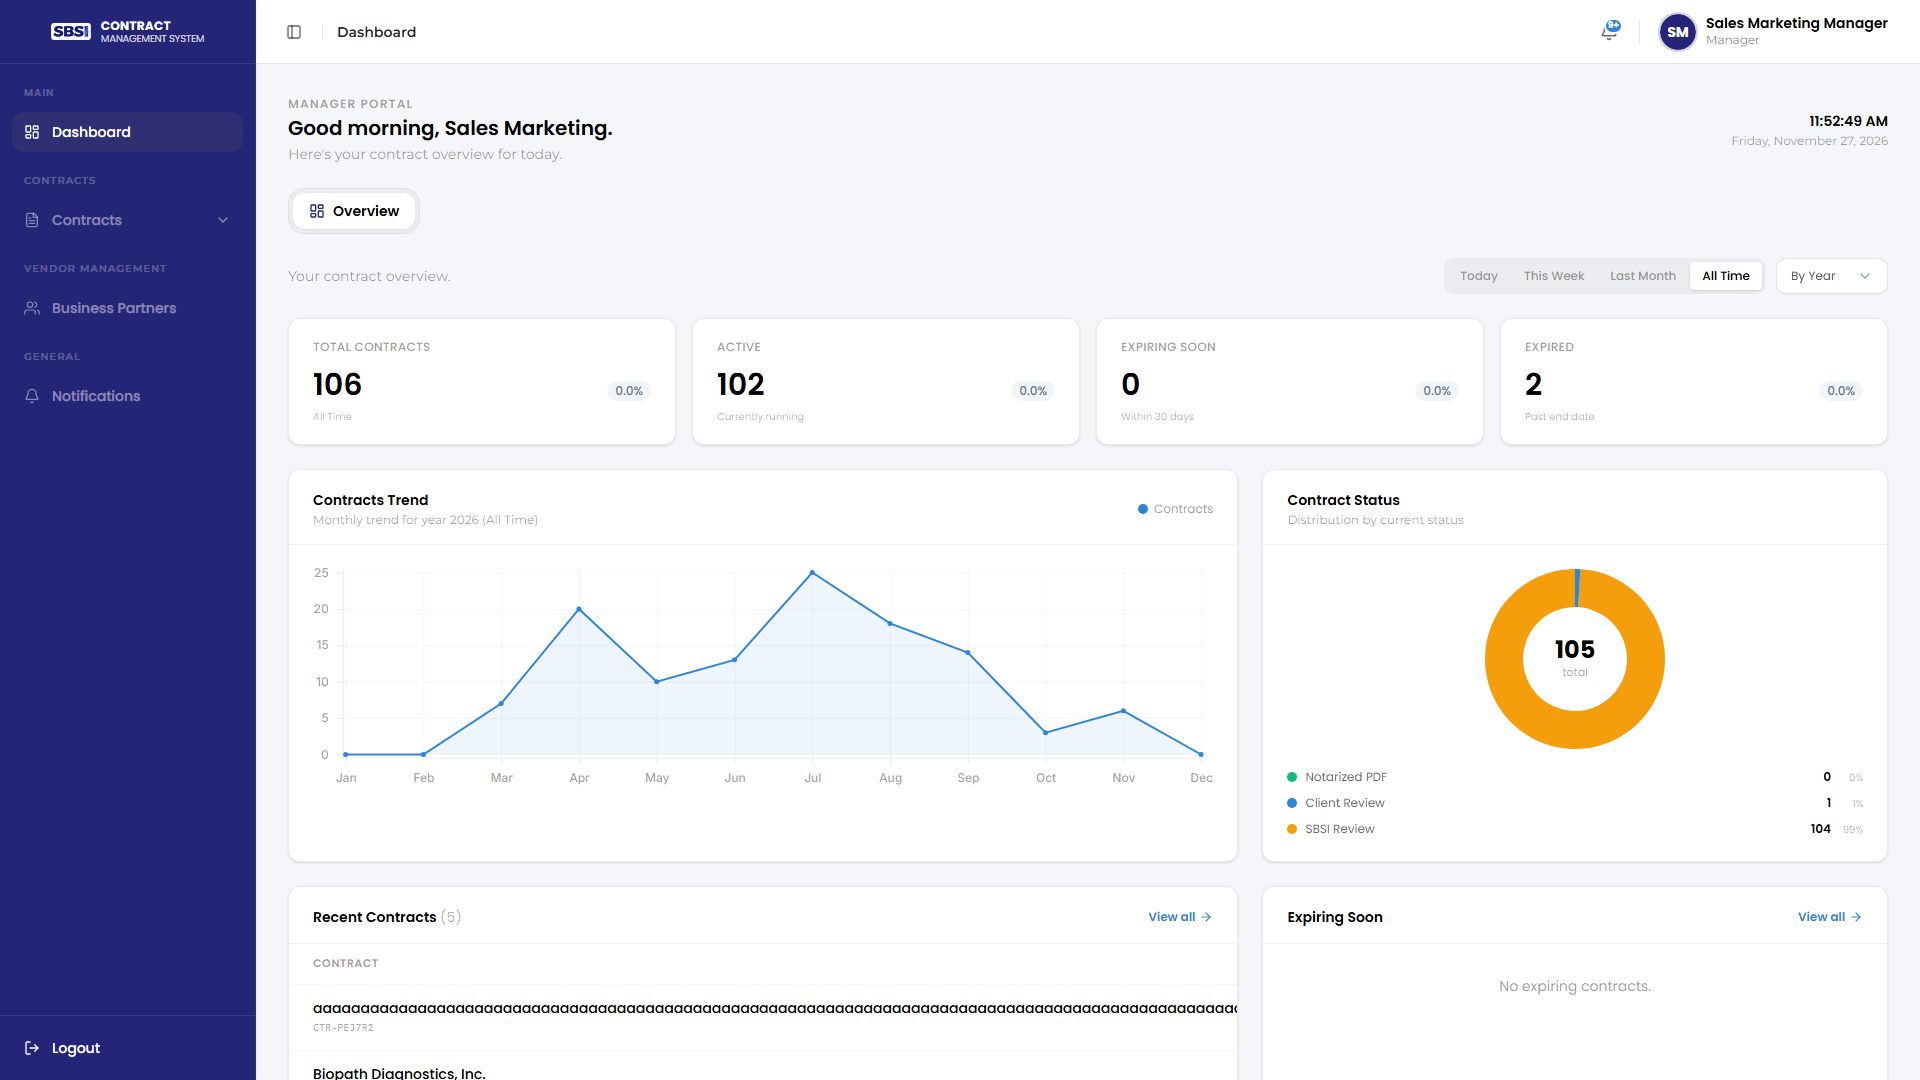 SBSI CONTRACT
MANAGEMENT SYSTEM
MAIN
Dashboard
CONTRACTS
Contracts
VENDOR MANAGEMENT
Business Partners
GENERAL
Notifications
Logout
Dashboard
9+
SM
Sales Marketing Manager
Manager
MANAGER PORTAL
Good morning, Sales Marketing.
Here's your contract overview for today.
11:52:49 AM
Friday, November 27, 2026
Overview
Your contract overview.
Today This Week Last Month All Time By Year
TOTAL CONTRACTS
106
0.0%
All Time
ACTIVE
102
0.0%
Currently running
EXPIRING SOON
0
0.0%
Within 30 days
EXPIRED
2
0.0%
Past end date
Contracts Trend
Monthly trend for year 2026 (All Time)
Contracts
25
20
15
10
5
0
Jan Feb Mar Apr May Jun Jul Aug Sep Oct Nov Dec
Contract Status
Distribution by current status
105
total
Notarized PDF 0 0%
Client Review 1 1%
SBSI Review 104 99%
Recent Contracts (5)
View all
CONTRACT
CTR-PEJ7R2
Biopath Diagnostics, Inc.
Expiring Soon
View all
No expiring contracts.